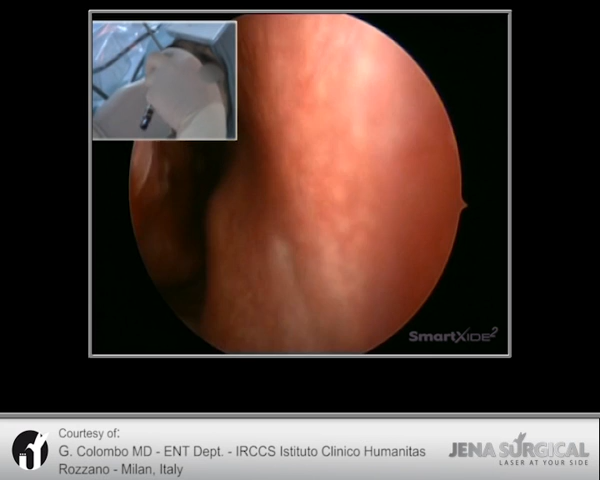 SmartXIDE2
Courtesy of:
G. Colombo MD - ENT Dept. - IRCCS Istituto Clinico Humanitas
Rozzano - Milan, Italy
JENA SURGICAL
LASER AT YOUR SIDE